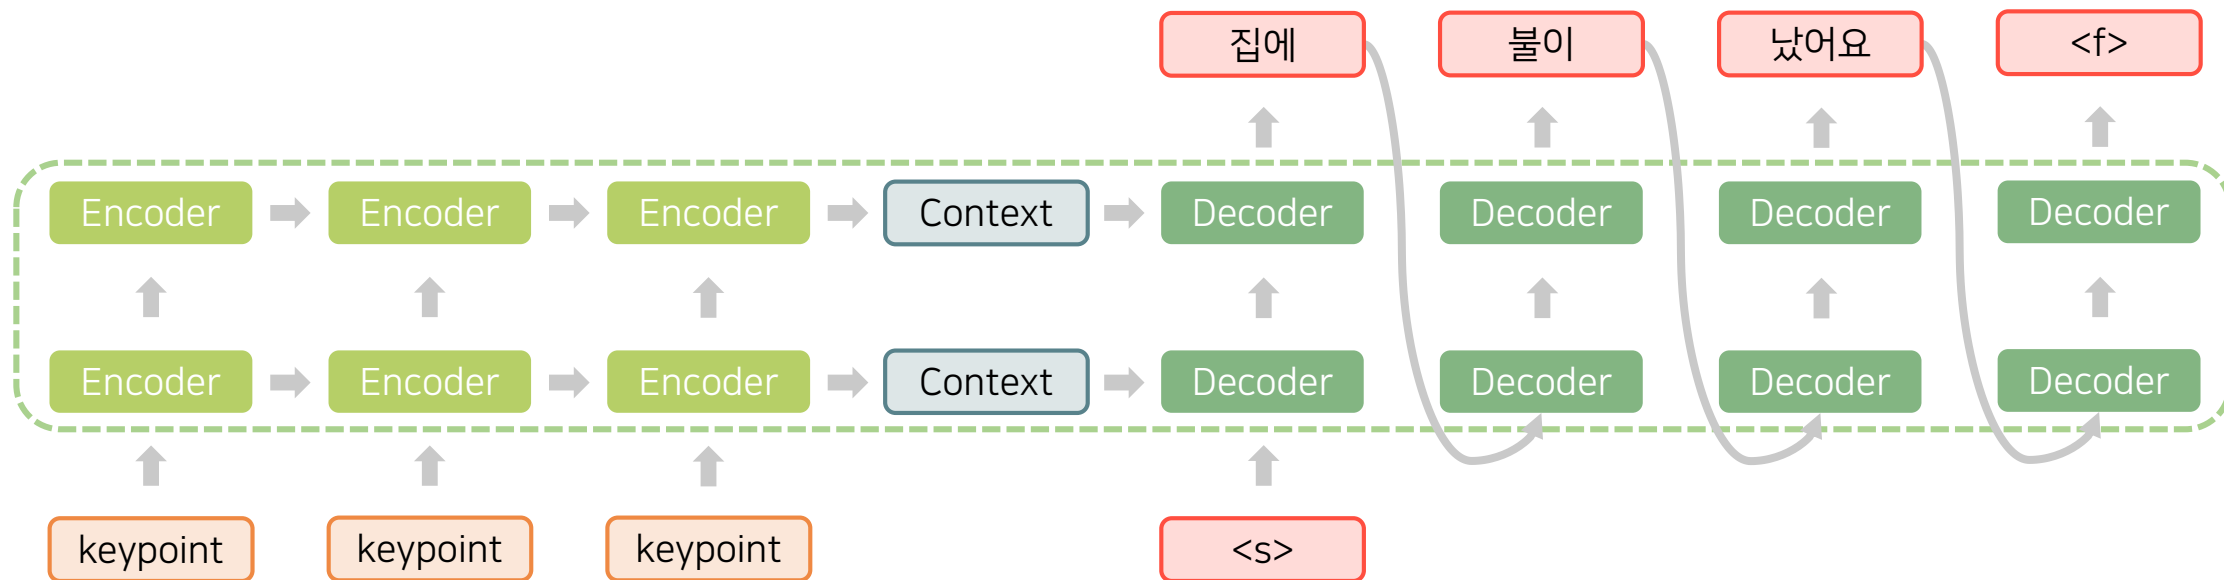 집에 불이 났어요 <f>
Encoder Encoder Encoder Context Decoder Decoder Decoder Decoder
Encoder Encoder Encoder Context Decoder Decoder Decoder Decoder
keypoint keypoint keypoint <s>